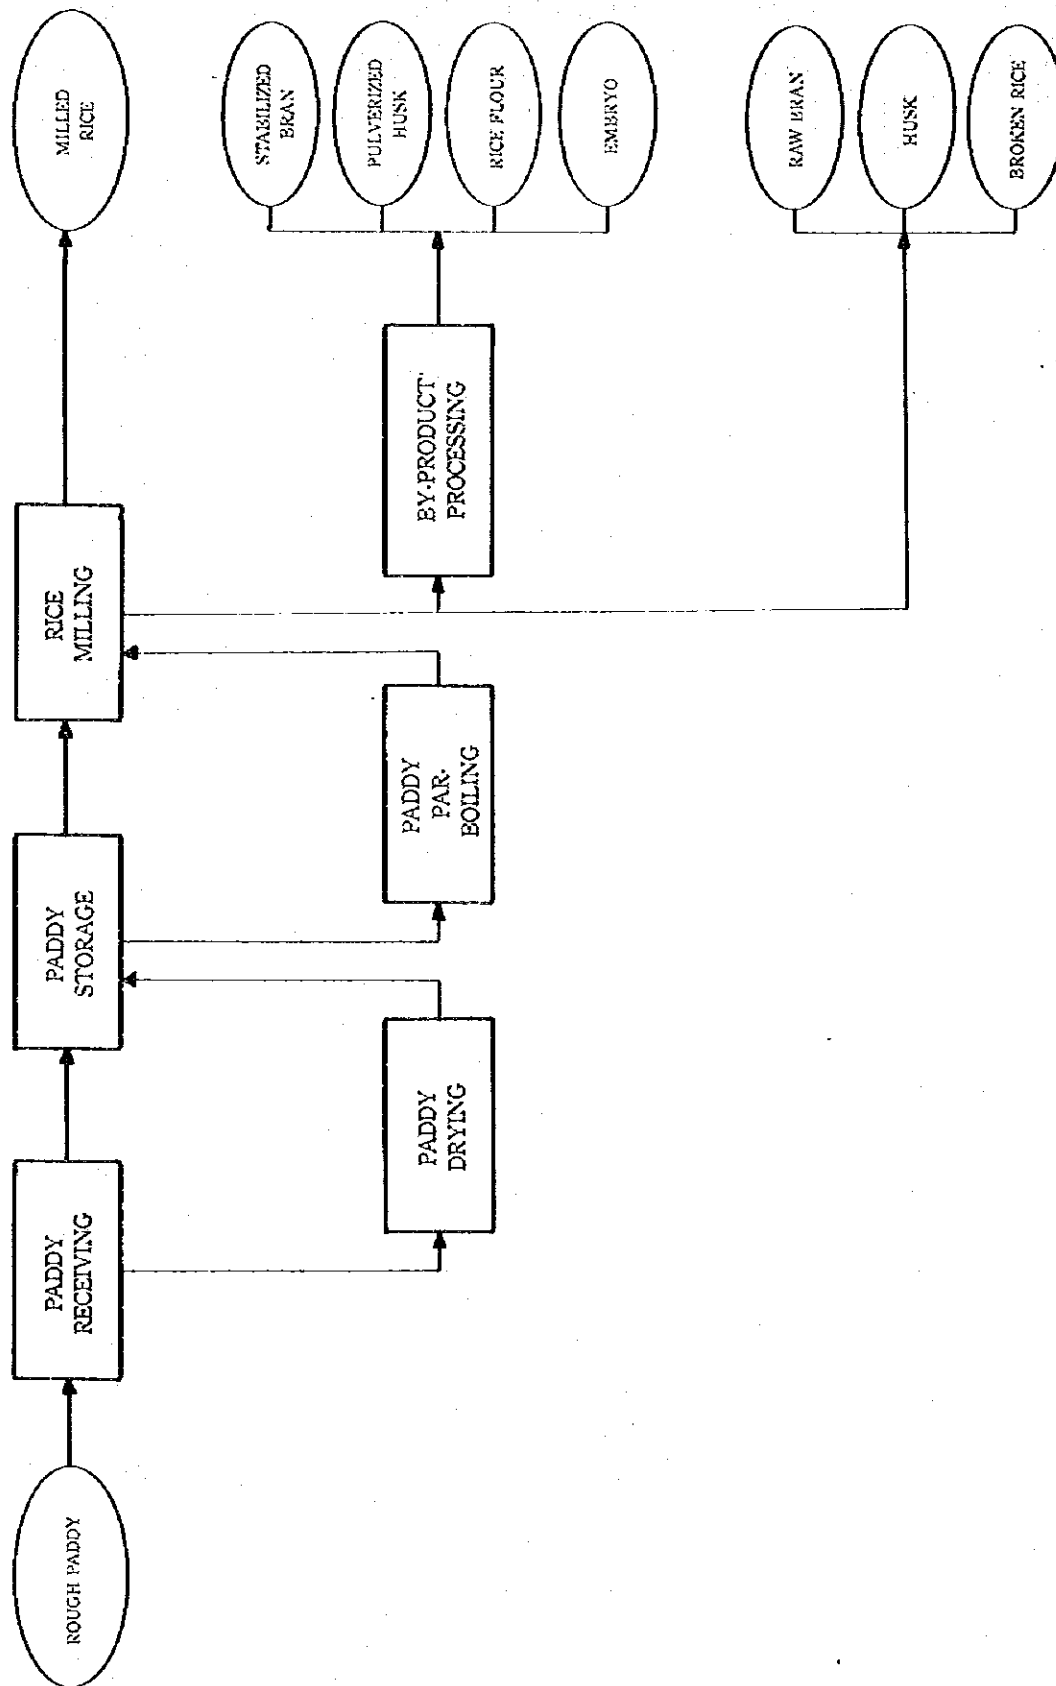 ROUGH PADDY
PADDY
RECEIVING
PADDY
STORAGE
RICE
MILLING
MILLED
RICE
PADDY
DRYING
PADDY
PAR-
BOILING
BY-PRODUCT
PROCESSING
STABILIZED
BRAN
PULVERIZED
HUSK
RICE FLOUR
EMBRYO
RAW BRAN
HUSK
BROKEN RICE